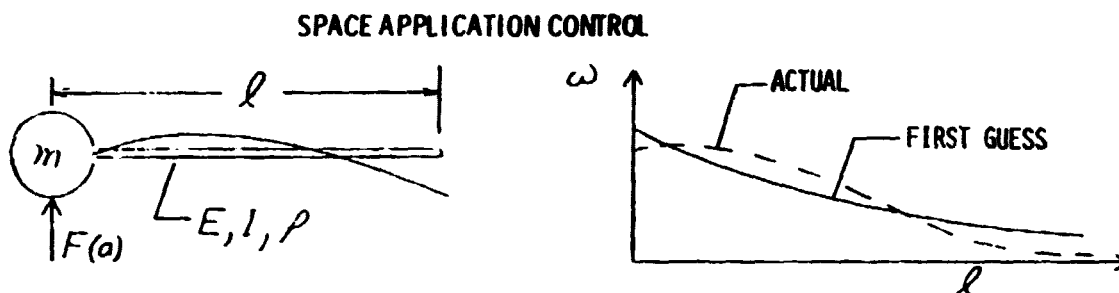 SPACE APPLICATION CONTROL
ℓ
m
E, I, ρ
F(a)
ω
ACTUAL
FIRST GUESS
ℓ